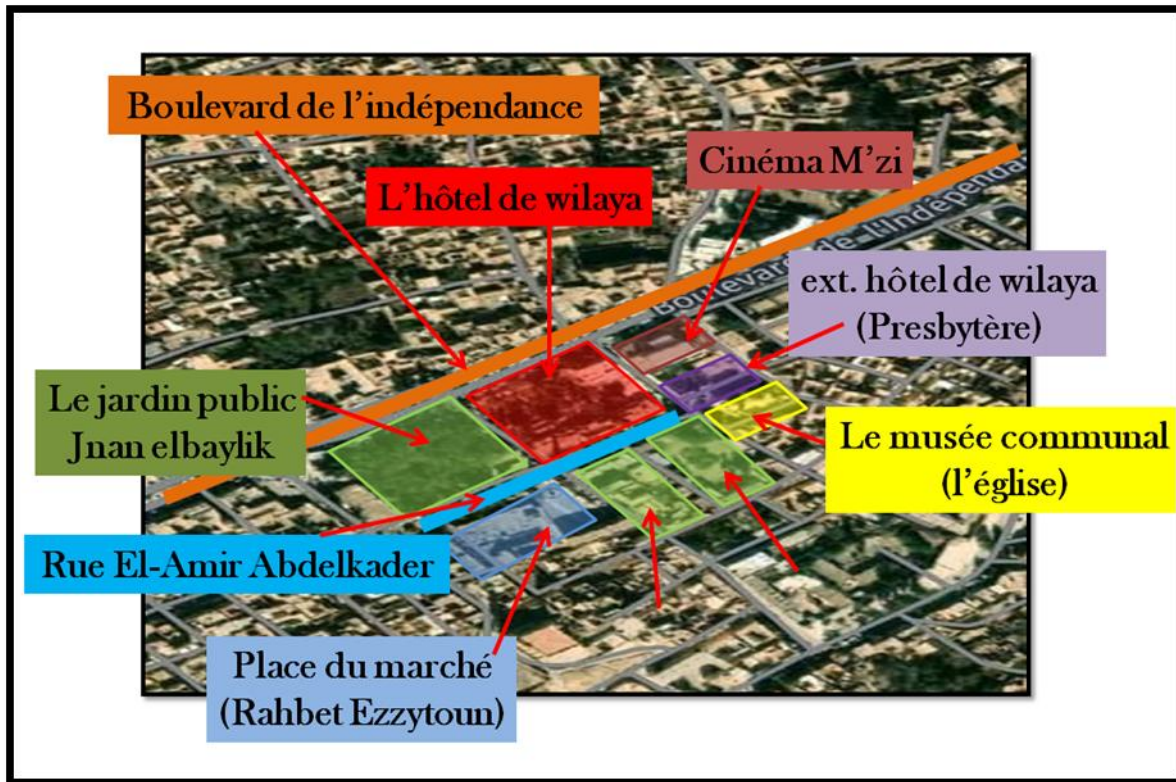 Boulevard de l'indépendance
Cinéma M'zi
L'hôtel de wilaya
Boulevard de l'Indépendan
ext. hôtel de wilaya
(Presbytère)
Le jardin public
Jnan elbaylik
Le musée communal
(l'église)
Rue El-Amir Abdelkader
Place du marché
(Rahbet Ezzytoun)